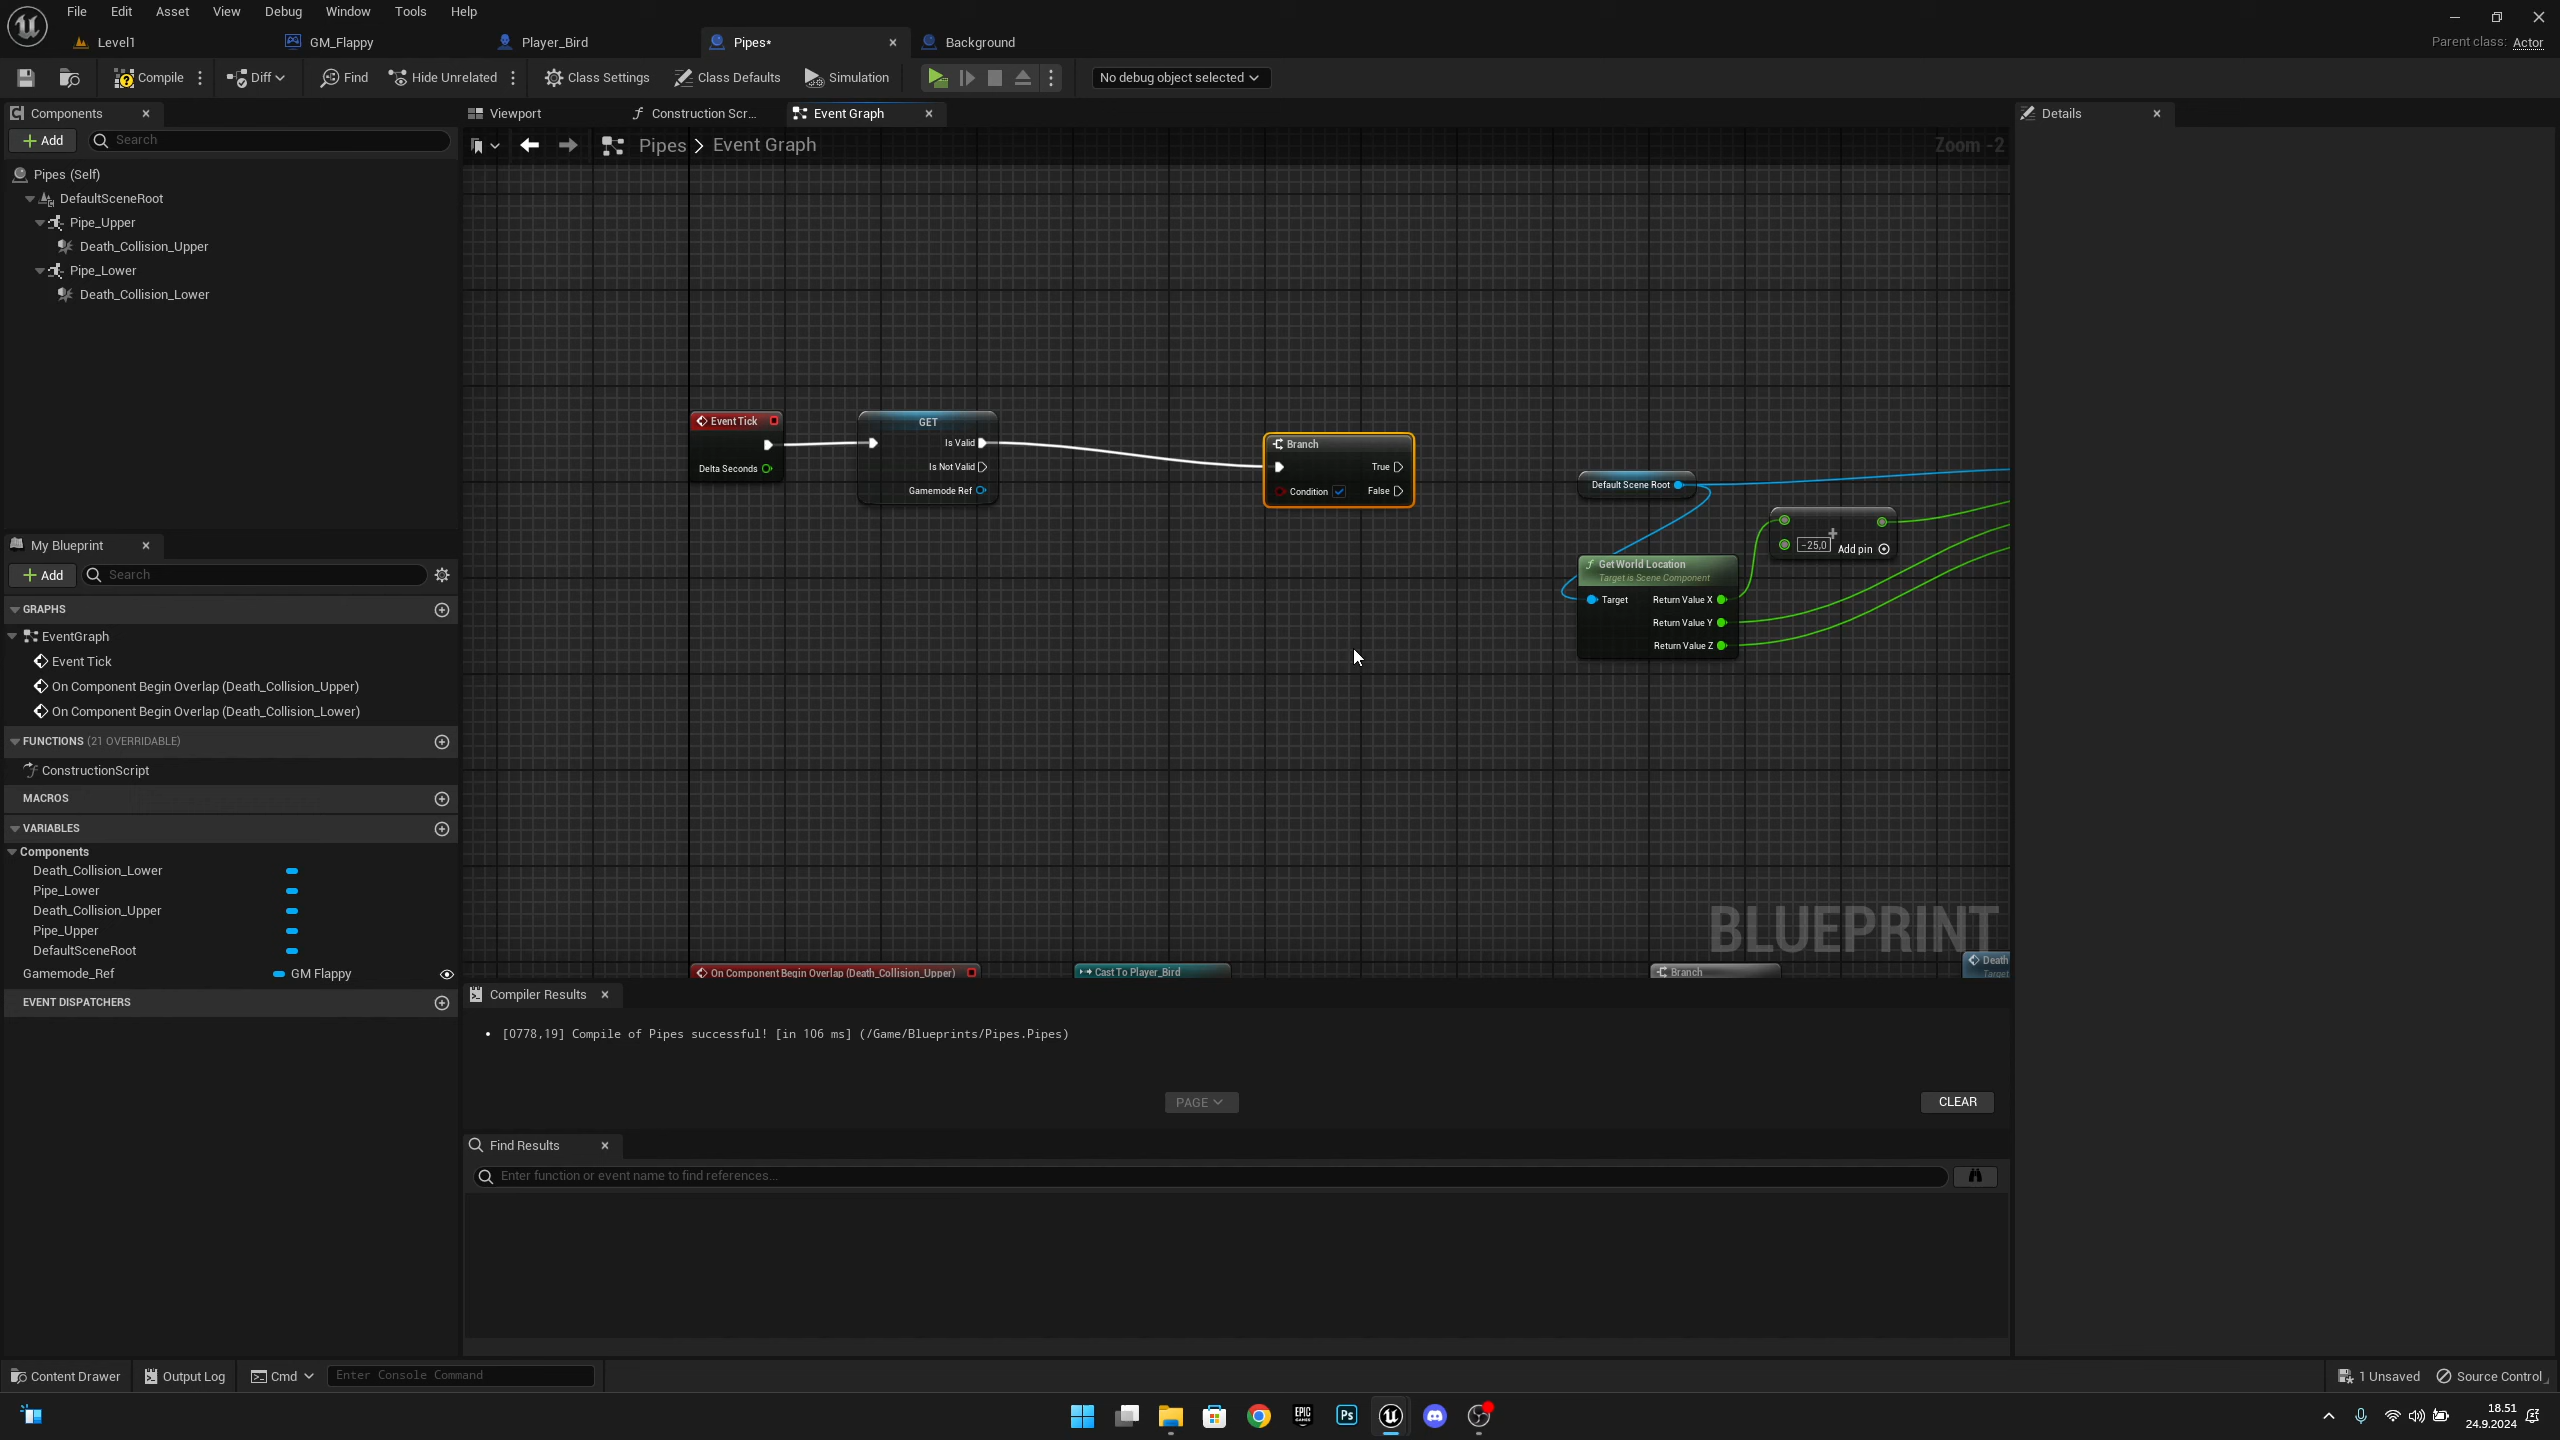 File Edit Asset View Debug Window Tools Help
Level1 GM_Flappy Player_Bird Pipes* Background
Parent class: Actor
Compile Diff Find Hide Unrelated Class Settings Class Defaults Simulation No debug object selected
Components Viewport Construction Scr... Event Graph Details
Add Search
Pipes > Event Graph Zoom -2
Pipes (Self)
DefaultSceneRoot
Pipe_Upper
Death_Collision_Upper
Pipe_Lower
Death_Collision_Lower
Event Tick
Delta Seconds
GET
Is Valid
Is Not Valid
Gamemode Ref
Branch
True
Condition False
Default Scene Root
-25,0 Add pin
Get World Location
Target is Scene Component
Target Return Value X
Return Value Y
Return Value Z
My Blueprint
Add Search
GRAPHS
EventGraph
Event Tick
On Component Begin Overlap (Death_Collision_Upper)
On Component Begin Overlap (Death_Collision_Lower)
FUNCTIONS (21 OVERRIDABLE)
ConstructionScript
MACROS
VARIABLES
Components
Death_Collision_Lower
Pipe_Lower
Death_Collision_Upper
Pipe_Upper
DefaultSceneRoot
Gamemode_Ref GM Flappy
EVENT DISPATCHERS
BLUEPRINT
On Component Begin Overlap (Death_Collision_Upper) Cast To Player_Bird Branch Death
Target
Compiler Results
• [0778,19] Compile of Pipes successful! [in 106 ms] (/Game/Blueprints/Pipes.Pipes)
PAGE CLEAR
Find Results
Enter function or event name to find references...
Content Drawer Output Log Cmd Enter Console Command 1 Unsaved Source Control
EPIC GAMES Ps
18.51
24.9.2024